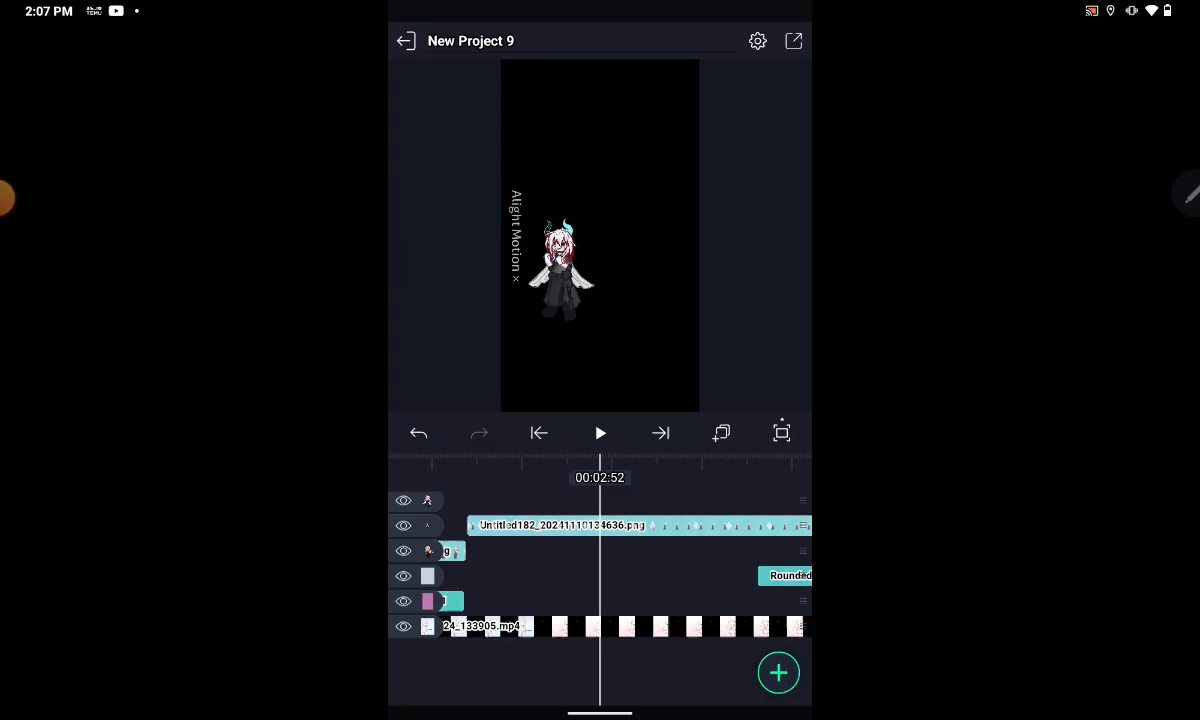 2:07 PM
New Project 9
Alight Motion ×
00:02:52
Untitled182_20241110134636.png
g
Rounded
24_133905.mp4